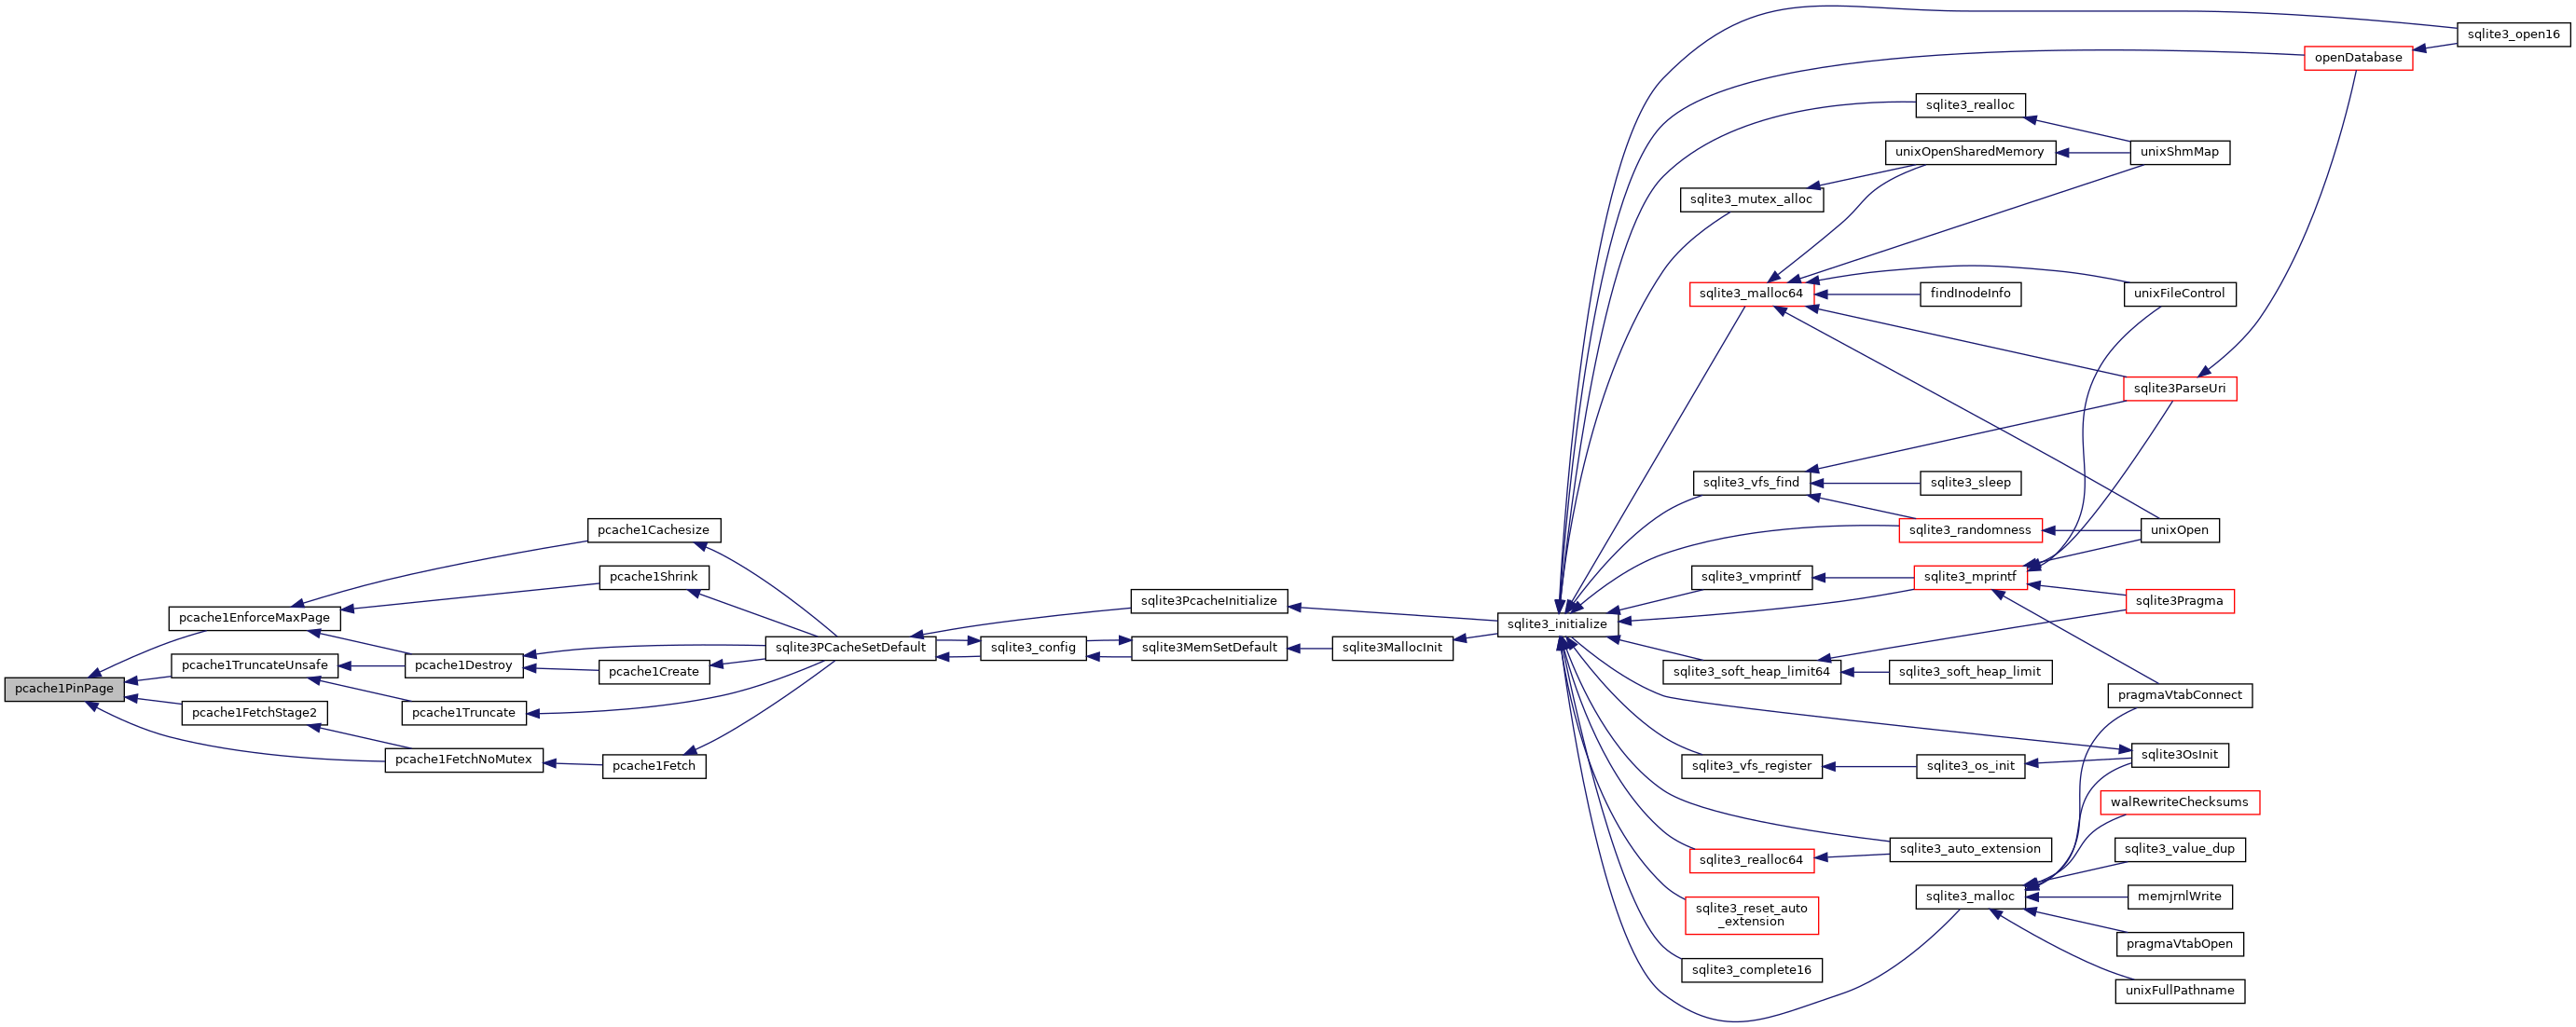 pcache1PinPage
pcache1EnforceMaxPage
pcache1TruncateUnsafe
pcache1FetchStage2
pcache1FetchNoMutex
pcache1Destroy
pcache1Truncate
pcache1Cachesize
pcache1Shrink
pcache1Create
pcache1Fetch
sqlite3PCacheSetDefault
sqlite3_config
sqlite3PcacheInitialize
sqlite3MemSetDefault
sqlite3MallocInit
sqlite3_initialize
sqlite3_mutex_alloc
sqlite3_malloc64
sqlite3_vfs_find
sqlite3_vmprintf
sqlite3_soft_heap_limit64
sqlite3_vfs_register
sqlite3_realloc64
sqlite3_reset_auto
_extension
sqlite3_complete16
sqlite3_realloc
unixOpenSharedMemory
findInodeInfo
sqlite3_sleep
sqlite3_randomness
sqlite3_mprintf
sqlite3_soft_heap_limit
sqlite3_os_init
sqlite3_auto_extension
sqlite3_malloc
unixShmMap
unixFileControl
sqlite3ParseUri
unixOpen
sqlite3Pragma
pragmaVtabConnect
sqlite3OsInit
walRewriteChecksums
sqlite3_value_dup
memjrnlWrite
pragmaVtabOpen
unixFullPathname
openDatabase
sqlite3_open16